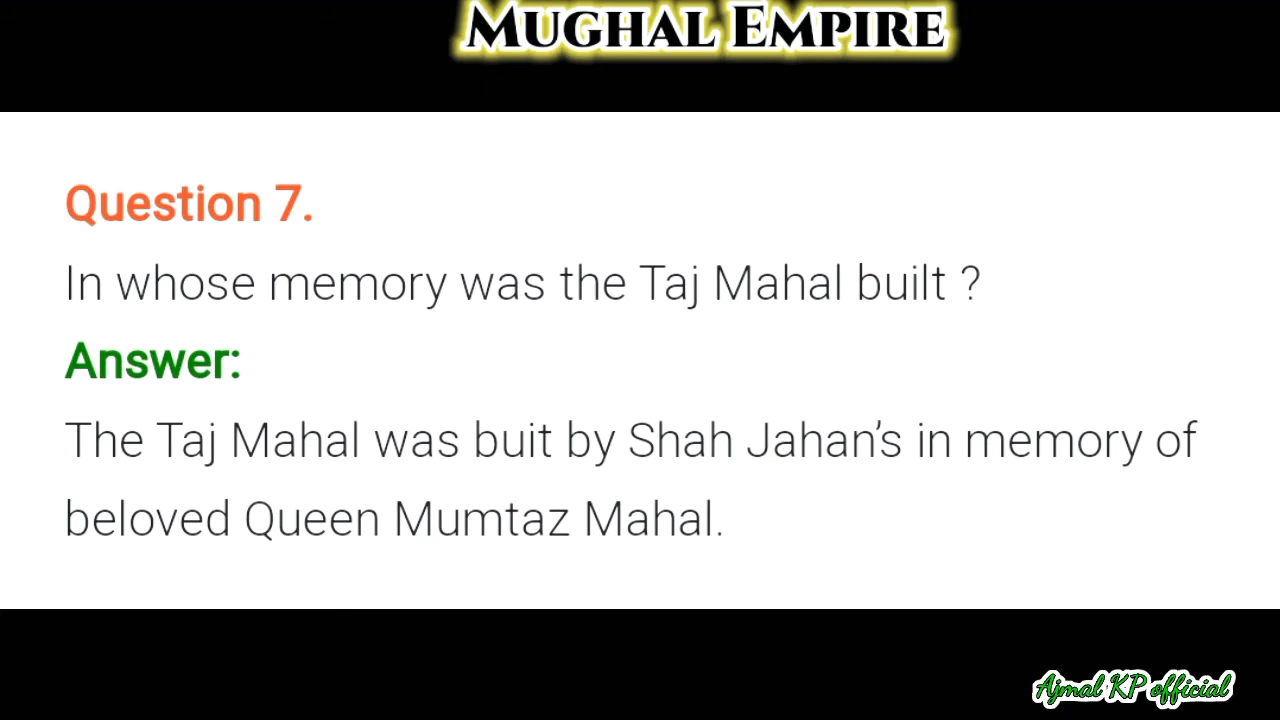 MUGHAL EMPIRE
Question 7.
In whose memory was the Taj Mahal built ?
Answer:
The Taj Mahal was buit by Shah Jahan’s in memory of
beloved Queen Mumtaz Mahal.
Ajmal KP official